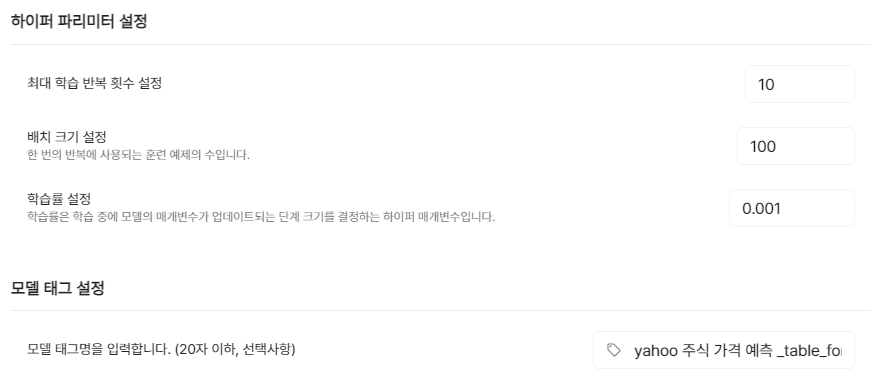 하이퍼 파리미터 설정
최대 학습 반복 횟수 설정
10
배치 크기 설정
한 번의 반복에 사용되는 훈련 예제의 수입니다.
100
학습률 설정
학습률은 학습 중에 모델의 매개변수가 업데이트되는 단계 크기를 결정하는 하이퍼 매개변수입니다.
0.001
모델 태그 설정
모델 태그명을 입력합니다. (20자 이하, 선택사항)
yahoo 주식 가격 예측 _table_for